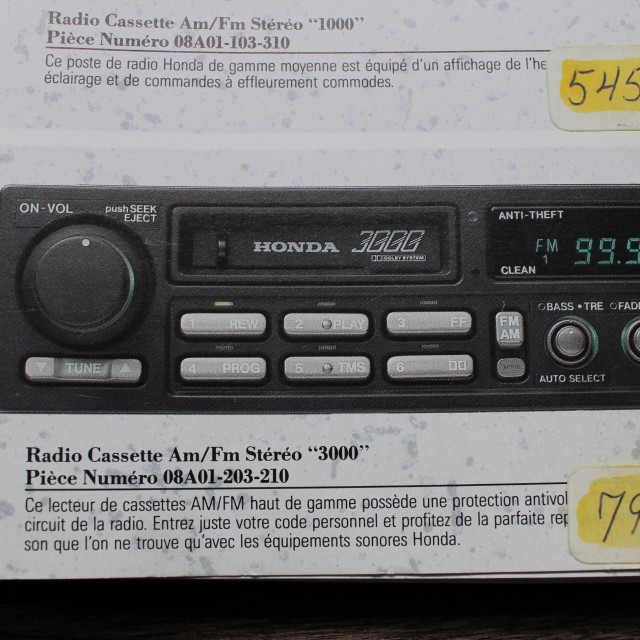 Radio Cassette Am/Fm Stéréo “1000”
Pièce Numéro 08A01-103-310
Ce poste de radio Honda de gamme moyenne est équipé d'un affichage de l'he
éclairage et de commandes à effleurement commodes.
545
ON-VOL
push SEEK
EJECT
HONDA 3000
DOLBY SYSTEM
ANTI-THEFT
FM
1
99.9
CLEAN
1 REW
2 PLAY
3 FF
FM
AM
BASS • TRE
FADE
TUNE
4 PROG
5 TMS
6
AUTO SELECT
Radio Cassette Am/Fm Stéréo “3000”
Pièce Numéro 08A01-203-210
Ce lecteur de cassettes AM/FM haut de gamme possède une protection antivol
circuit de la radio. Entrez juste votre code personnel et profitez de la parfaite rep
son que l'on ne trouve qu'avec les équipements sonores Honda.
79